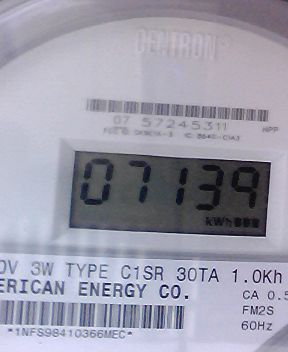 CENTRON
07 57245311
HPP
07139
kWh
0V 3W TYPE C1SR 30TA 1.0Kh
ERICAN ENERGY CO.
CA 0.5
FM2S
60Hz
*1NFS98410366MEC*